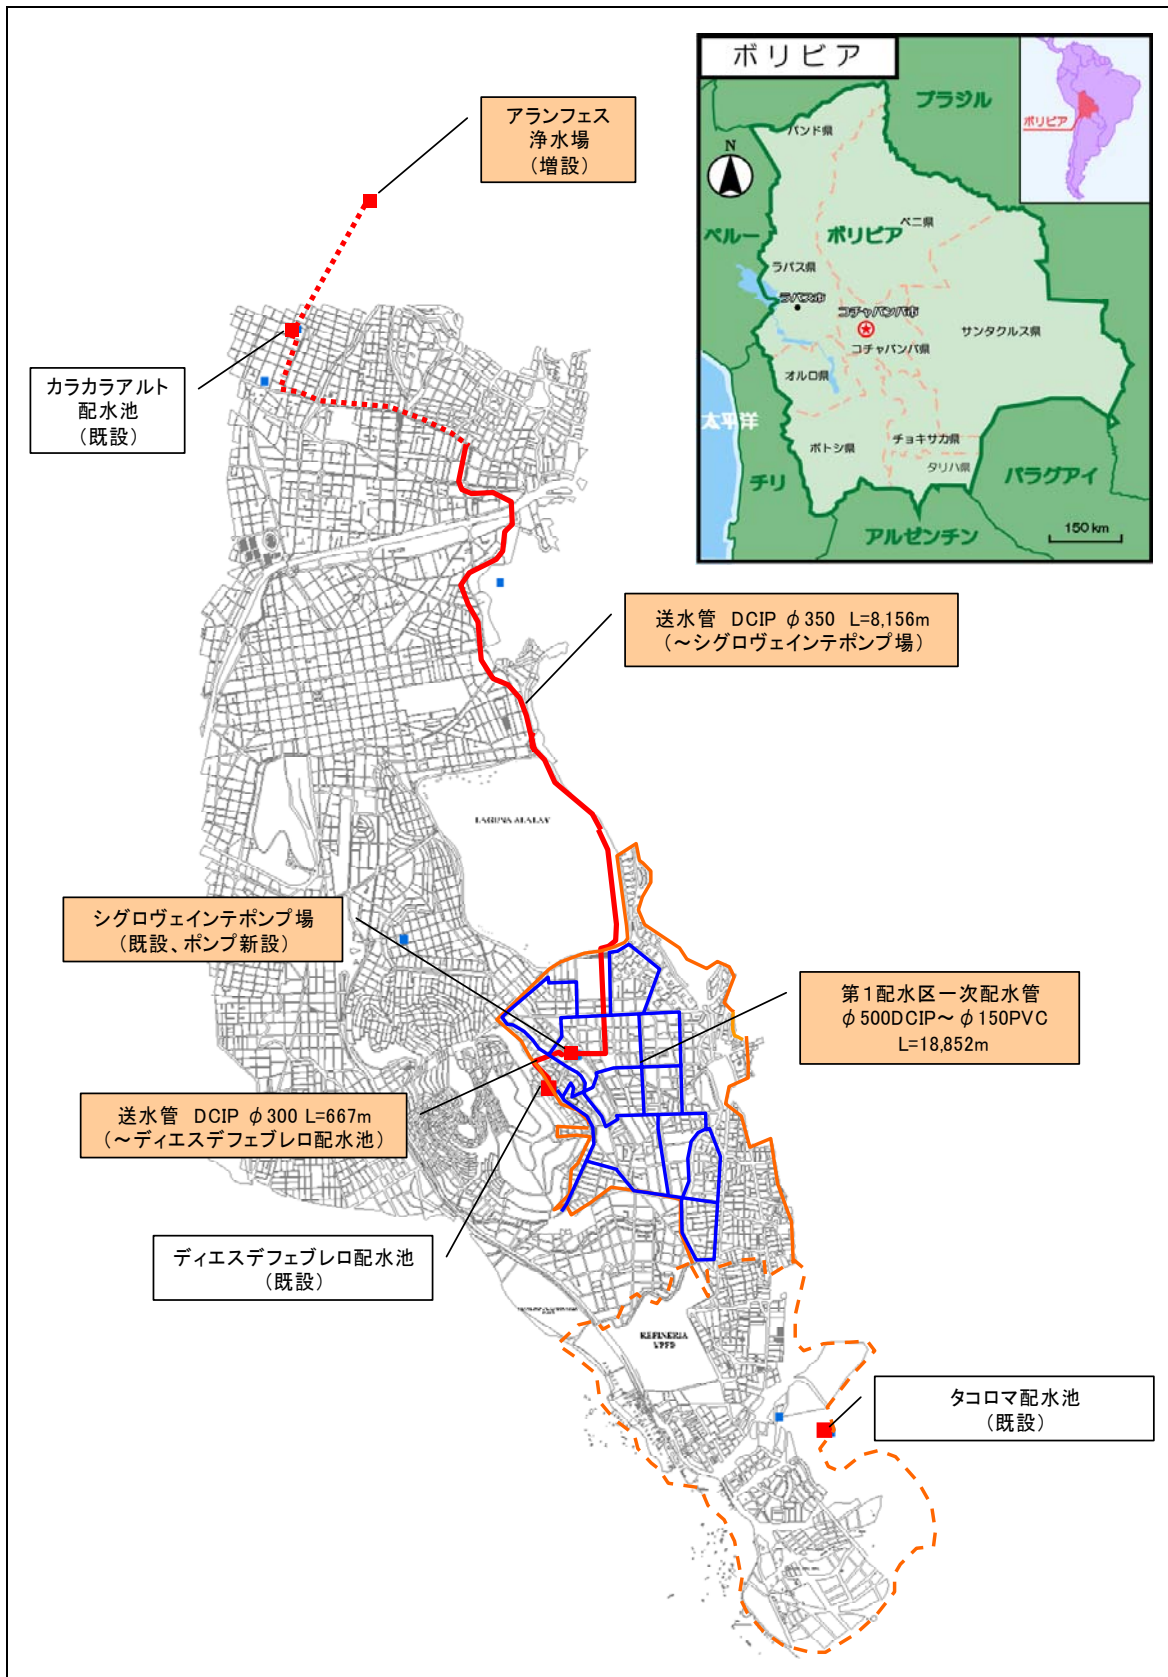 ボリビア
ブラジル
ボリビア
パンド県
N
ペルー
ボリビア
ベニ県
ラパス県
ラパス市
コチャバンバ市
コチャバンバ県
サンタクルス県
オルロ県
太平洋
ポトシ県
チョキサカ県
タリハ県
チリ
パラグアイ
アルゼンチン
150 km
アランフェス
浄水場
（増設）
カラカラアルト
配水池
（既設）
送水管 DCIP φ350 L=8,156m
（～シグロヴェインテポンプ場）
LAGUNA ALALAY
シグロヴェインテポンプ場
（既設、ポンプ新設）
第1配水区一次配水管
φ500DCIP～φ150PVC
L=18,852m
送水管 DCIP φ300 L=667m
（～ディエスデフェブレロ配水池）
ディエスデフェブレロ配水池
（既設）
REFINERIA
YPFB
タコロマ配水池
（既設）